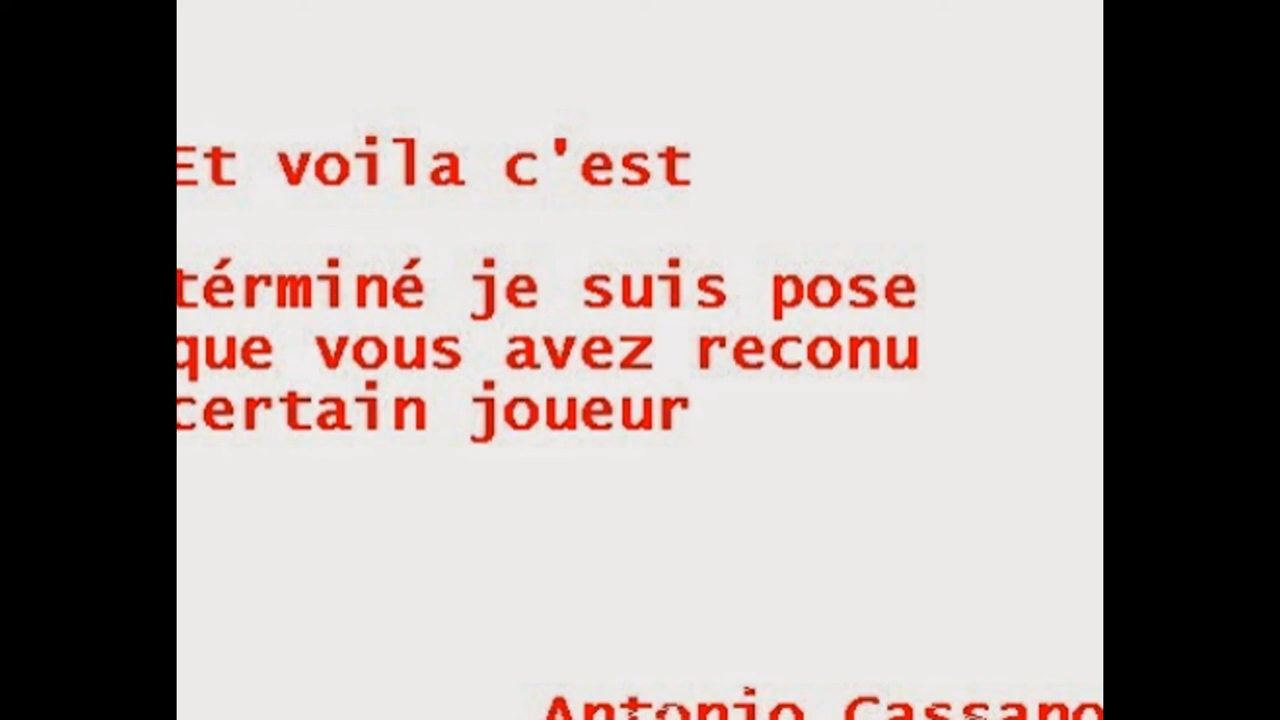 Et voila c'est
términé je suis pose
que vous avez reconu
certain joueur
Antonio Cassano